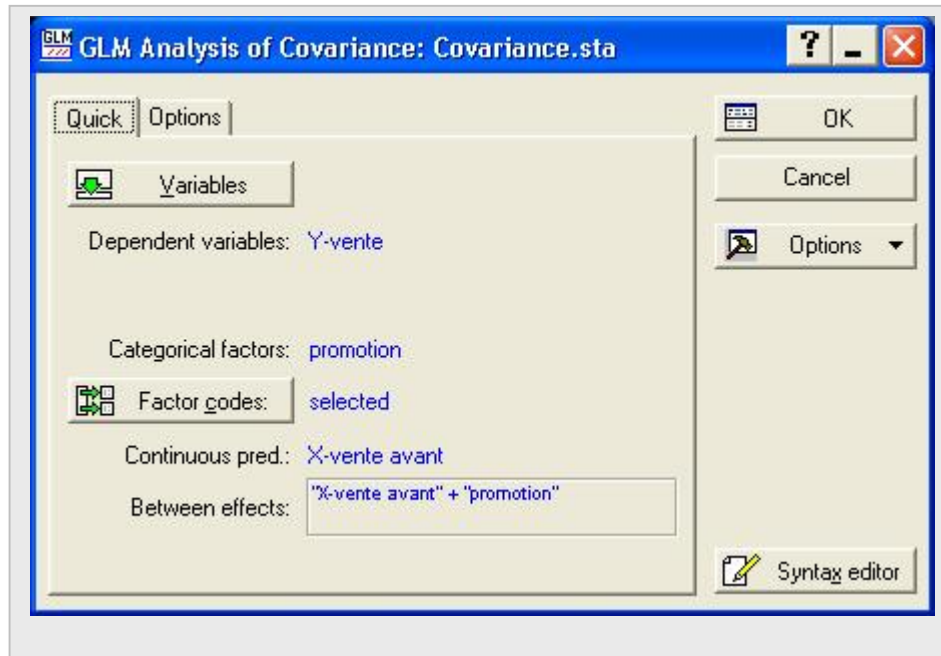 GLM GLM Analysis of Covariance: Covariance.sta ?
Quick Options OK
Variables Cancel
Dependent variables: Y-vente Options
Categorical factors: promotion
Factor codes: selected
Continuous pred.: X-vente avant
Between effects: "X-vente avant" + "promotion"
Syntax editor